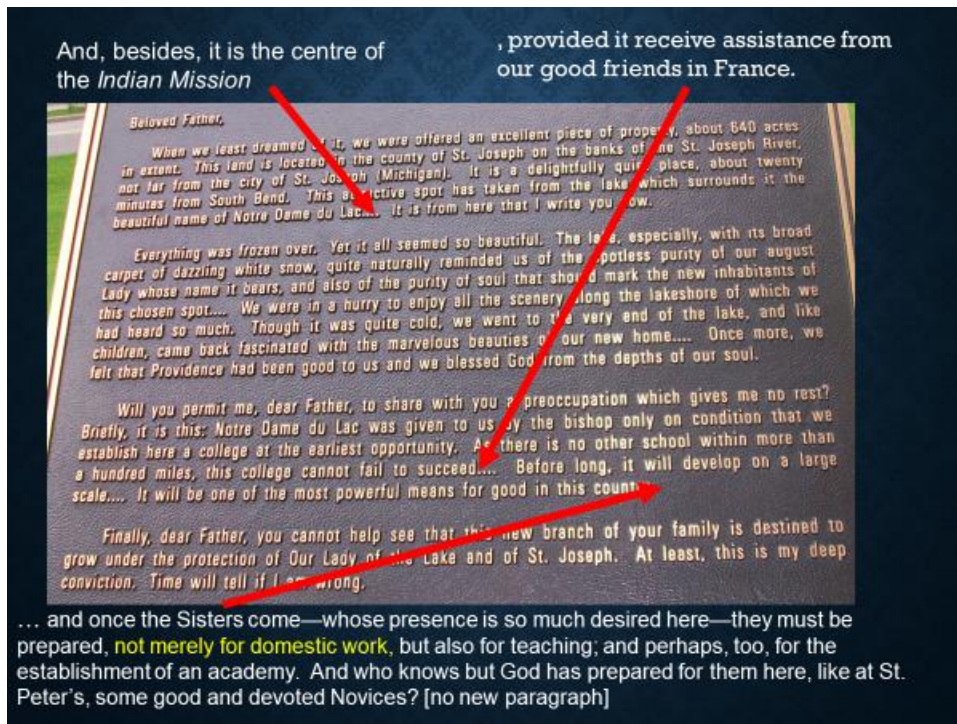 And, besides, it is the centre of
the Indian Mission
, provided it receive assistance from
our good friends in France.
Beloved Father,
When we least dreamed of it, we were offered an excellent piece of property, about 640 acres
in extent. This land is located in the county of St. Joseph on the banks of the St. Joseph River,
not far from the city of St. Joseph (Michigan). It is a delightfully quiet place, about twenty
minutes from South Bend. This attractive spot has taken from the lake which surrounds it the
beautiful name of Notre Dame du Lac.... It is from here that I write you now.
Everything was frozen over. Yet it all seemed so beautiful. The lake, especially, with its broad
carpet of dazzling white snow, quite naturally reminded us of the spotless purity of our august
Lady whose name it bears, and also of the purity of soul that should mark the new inhabitants of
this chosen spot.... We were in a hurry to enjoy all the scenery along the lakeshore of which we
had heard so much. Though it was quite cold, we went to the very end of the lake, and like
children, came back fascinated with the marvelous beauties of our new home.... Once more, we
felt that Providence had been good to us and we blessed God from the depths of our soul.
Will you permit me, dear Father, to share with you a preoccupation which gives me no rest?
Briefly, it is this: Notre Dame du Lac was given to us by the bishop only on condition that we
establish here a college at the earliest opportunity. As there is no other school within more than
a hundred miles, this college cannot fail to succeed.... Before long, it will develop on a large
scale.... It will be one of the most powerful means for good in this country.
Finally, dear Father, you cannot help see that this new branch of your family is destined to
grow under the protection of Our Lady of the Lake and of St. Joseph. At least, this is my deep
conviction. Time will tell if I am wrong.
… and once the Sisters come—whose presence is so much desired here—they must be
prepared, not merely for domestic work, but also for teaching; and perhaps, too, for the
establishment of an academy. And who knows but God has prepared for them here, like at St.
Peter's, some good and devoted Novices? [no new paragraph]